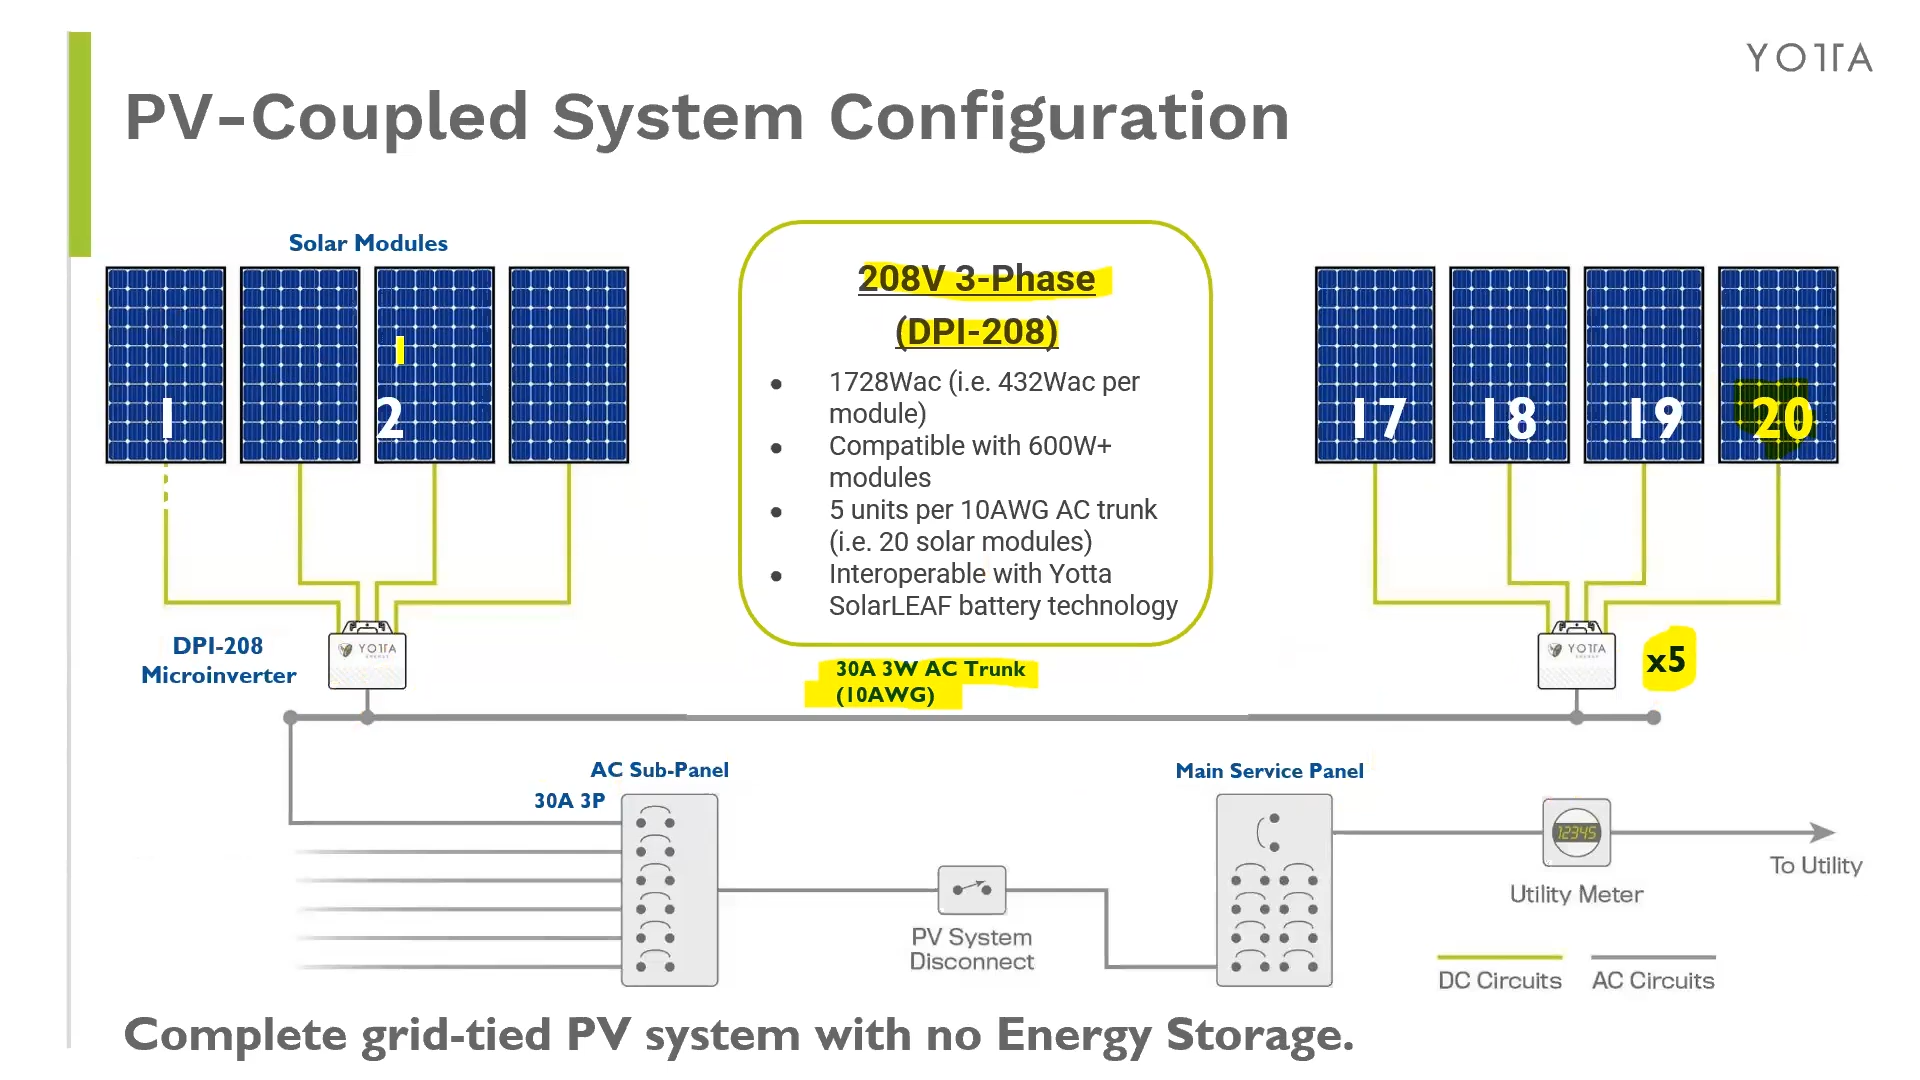 YOTTA
PV-Coupled System Configuration
Solar Modules
1
2
1
208V 3-Phase
(DPI-208)
● 1728Wac (i.e. 432Wac per
module)
● Compatible with 600W+
modules
● 5 units per 10AWG AC trunk
(i.e. 20 solar modules)
● Interoperable with Yotta
SolarLEAF battery technology
17
18
19
20
DPI-208
Microinverter
YOTTA
ENERGY
YOTTA
ENERGY
x5
30A 3W AC Trunk
(10AWG)
AC Sub-Panel
30A 3P
Main Service Panel
12345
To Utility
Utility Meter
PV System
Disconnect
DC Circuits
AC Circuits
Complete grid-tied PV system with no Energy Storage.